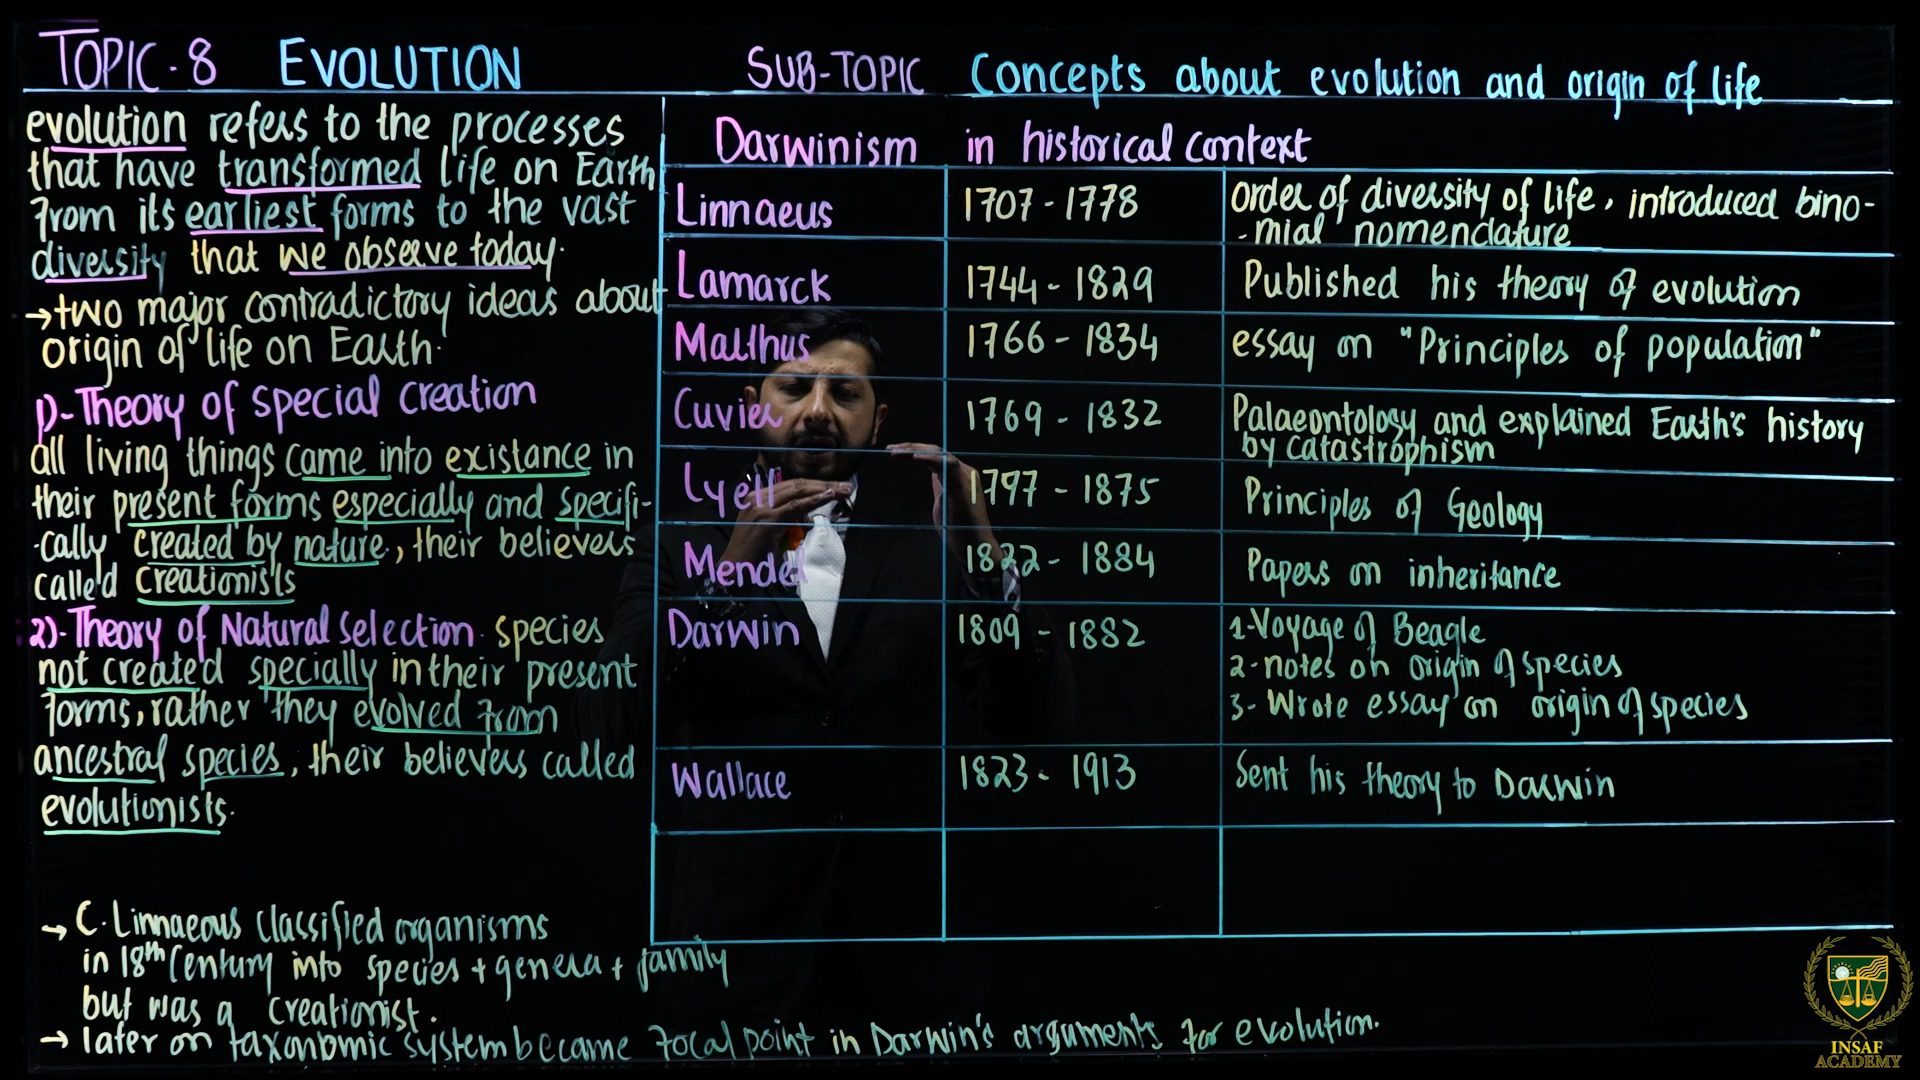 TOPIC-8 EVOLUTION SUB-TOPIC Concepts about evolution and origin of life
evolution refers to the processes
that have transformed life on Earth
from its earliest forms to the vast
diversity that we observe today.
→ two major contradictory ideas about
origin of life on Earth.
1)- Theory of special creation
all living things came into existance in
their present forms especially and specifi-
-cally created by nature, their believers
called creationists
2)- Theory of Natural Selection. species
not created specially in their present
forms, rather they evolved from
ancestral species, their believers called
evolutionists.
→ C. Linnaeous classified organisms
in 18th Century into species + genera + family
but was a creationist.
→ later on taxonomic system became focal point in Darwin's arguments for evolution.
Darwinism in historical context
Linnaeus 1707 - 1778 order of diversity of life, introduced bino-
-mial nomenclature
Lamarck 1744 - 1829 Published his theory of evolution
Malthus 1766 - 1834 essay on "Principles of population"
Cuvier 1769 - 1832 Palaeontology and explained Earth's history
by catastrophism
Lyell 1797 - 1875 Principles of Geology
Mendel 1822 - 1884 Papers on inheritance
Darwin 1809 - 1882 1-Voyage of Beagle
2-notes on origin of species
3- Wrote essay on origin of species
Wallace 1823 - 1913 Sent his theory to Darwin
INSAF
ACADEMY